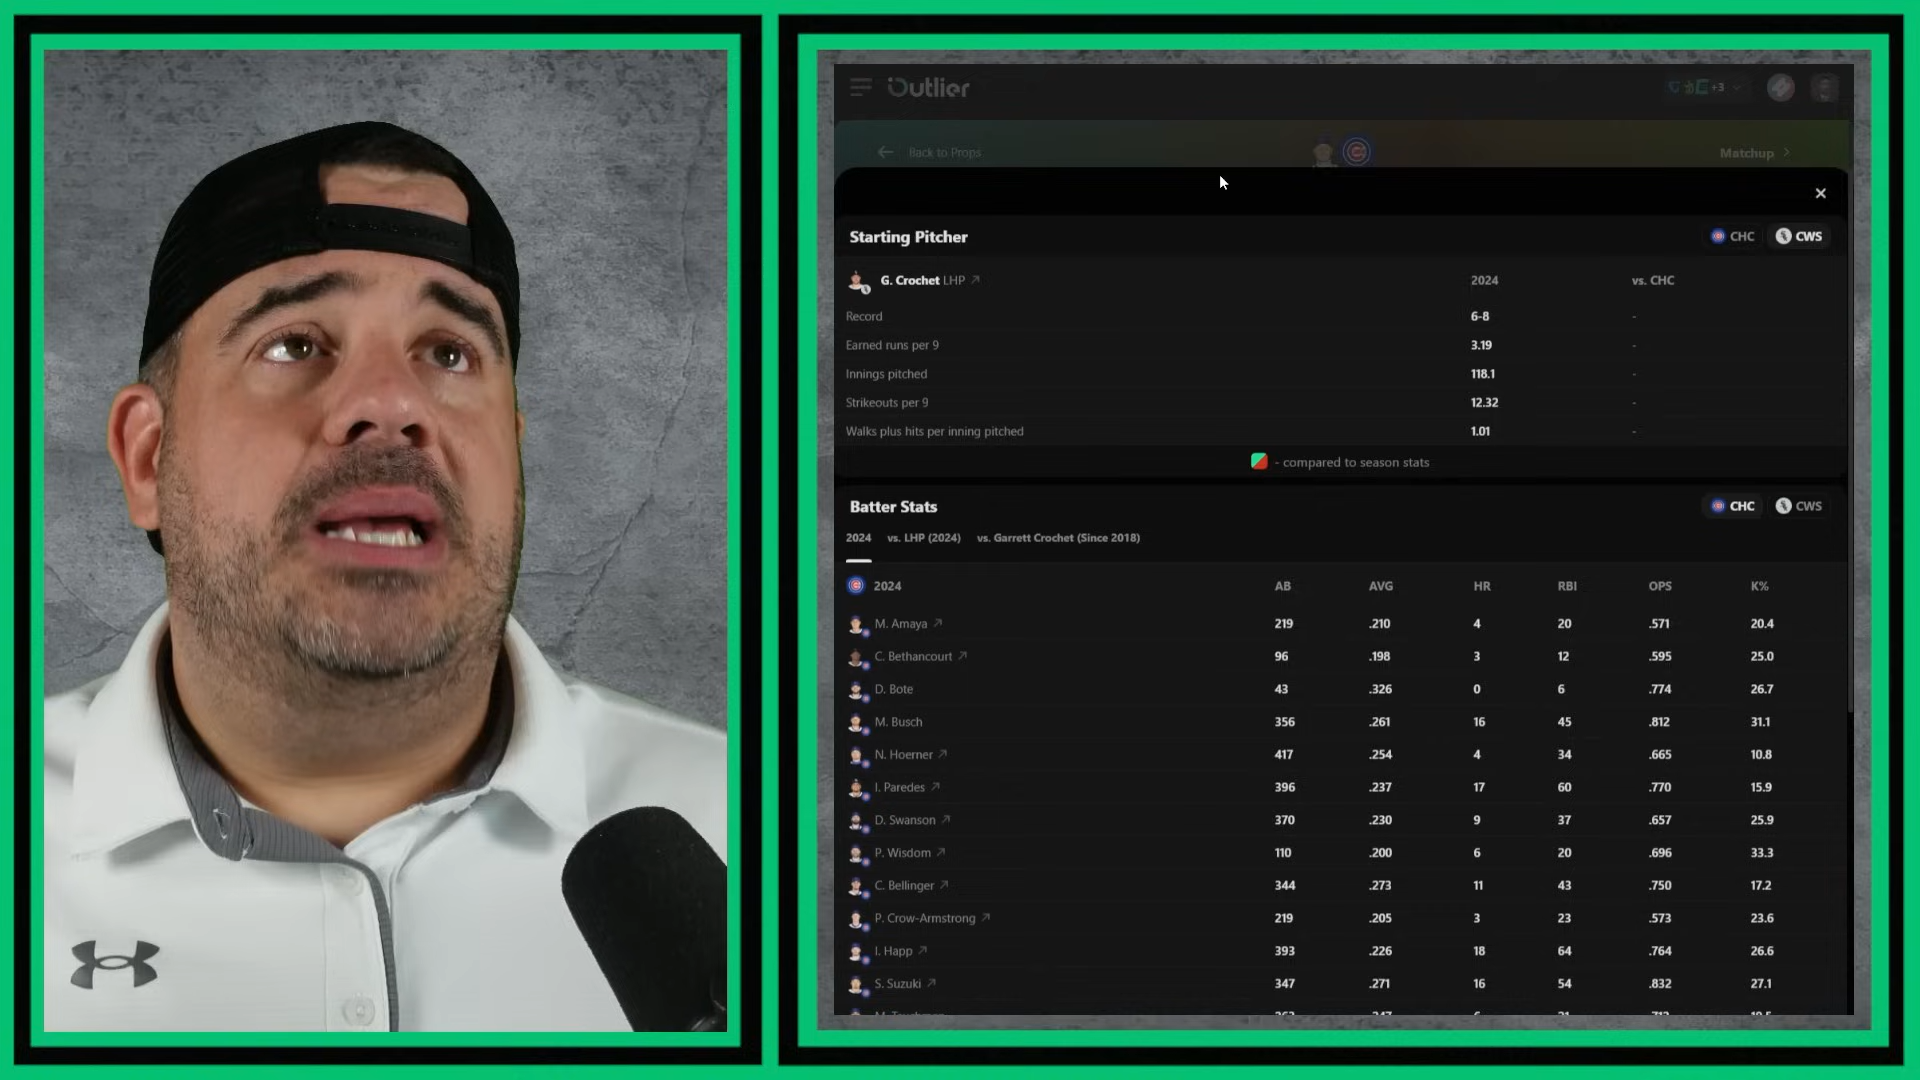 Outlier
+3
Back to Props
Matchup
Starting Pitcher CHC CWS
G. Crochet LHP 2024 vs. CHC
Record 6-8 -
Earned runs per 9 3.19 -
Innings pitched 118.1 -
Strikeouts per 9 12.32 -
Walks plus hits per inning pitched 1.01 -
- compared to season stats
Batter Stats CHC CWS
2024 vs. LHP (2024) vs. Garrett Crochet (Since 2018)
2024 AB AVG HR RBI OPS K%
M. Amaya 219 .210 4 20 .571 20.4
C. Bethancourt 96 .198 3 12 .595 25.0
D. Bote 43 .326 0 6 .774 26.7
M. Busch 356 .261 16 45 .812 31.1
N. Hoerner 417 .254 4 34 .665 10.8
I. Paredes 396 .237 17 60 .770 15.9
D. Swanson 370 .230 9 37 .657 25.9
P. Wisdom 110 .200 6 20 .696 33.3
C. Bellinger 344 .273 11 43 .750 17.2
P. Crow-Armstrong 219 .205 3 23 .573 23.6
I. Happ 393 .226 18 64 .764 26.6
S. Suzuki 347 .271 16 54 .832 27.1